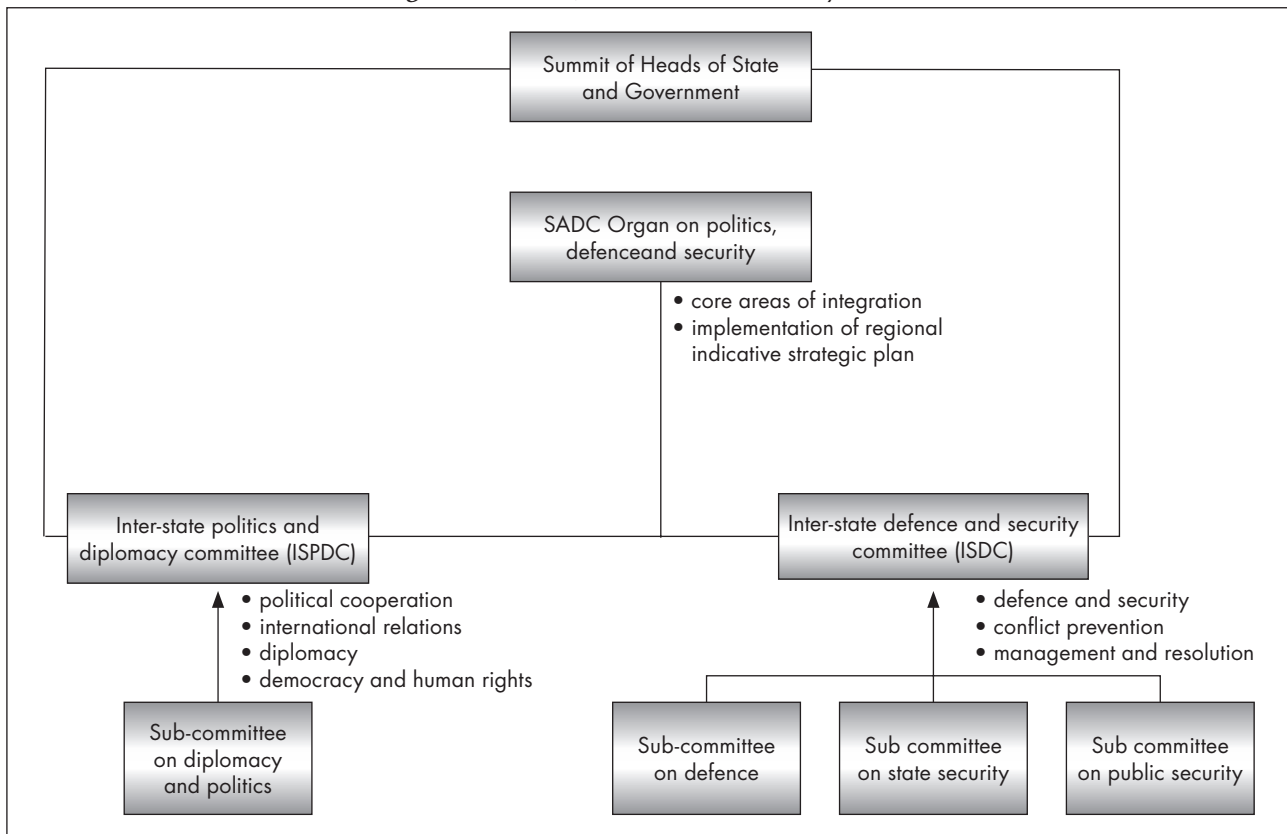 Summit of Heads of State
and Government
SADC Organ on politics,
defenceand security
• core areas of integration
• implementation of regional
indicative strategic plan
Inter-state politics and
diplomacy committee (ISPDC)
Inter-state defence and security
committee (ISDC)
• political cooperation
• international relations
• diplomacy
• democracy and human rights
• defence and security
• conflict prevention
• management and resolution
Sub-committee
on diplomacy
and politics
Sub-committee
on defence
Sub committee
on state security
Sub committee
on public security